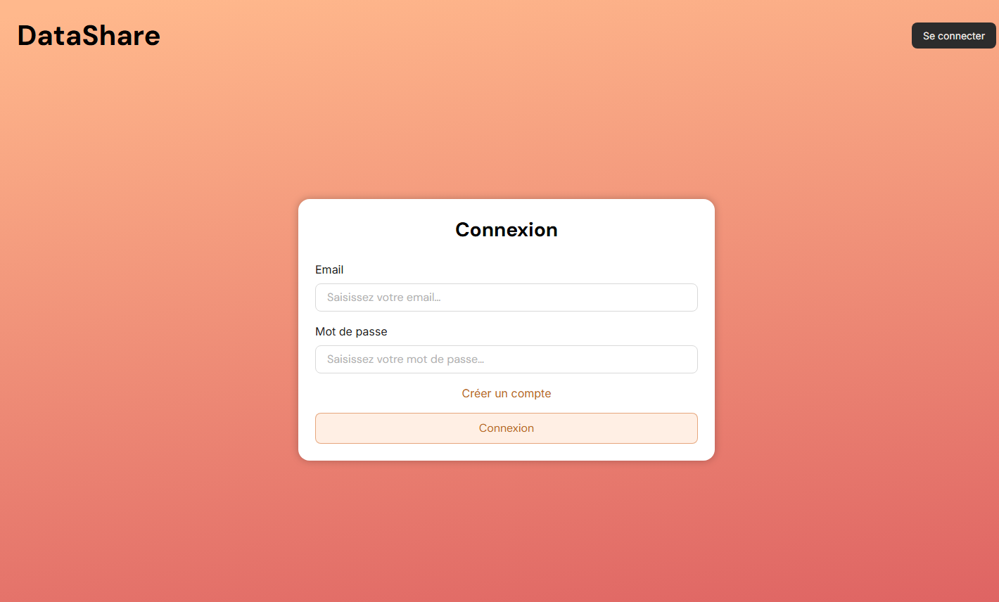 DataShare
Se connecter
Connexion
Email
Saisissez votre email...
Mot de passe
Saisissez votre mot de passe...
Créer un compte
Connexion